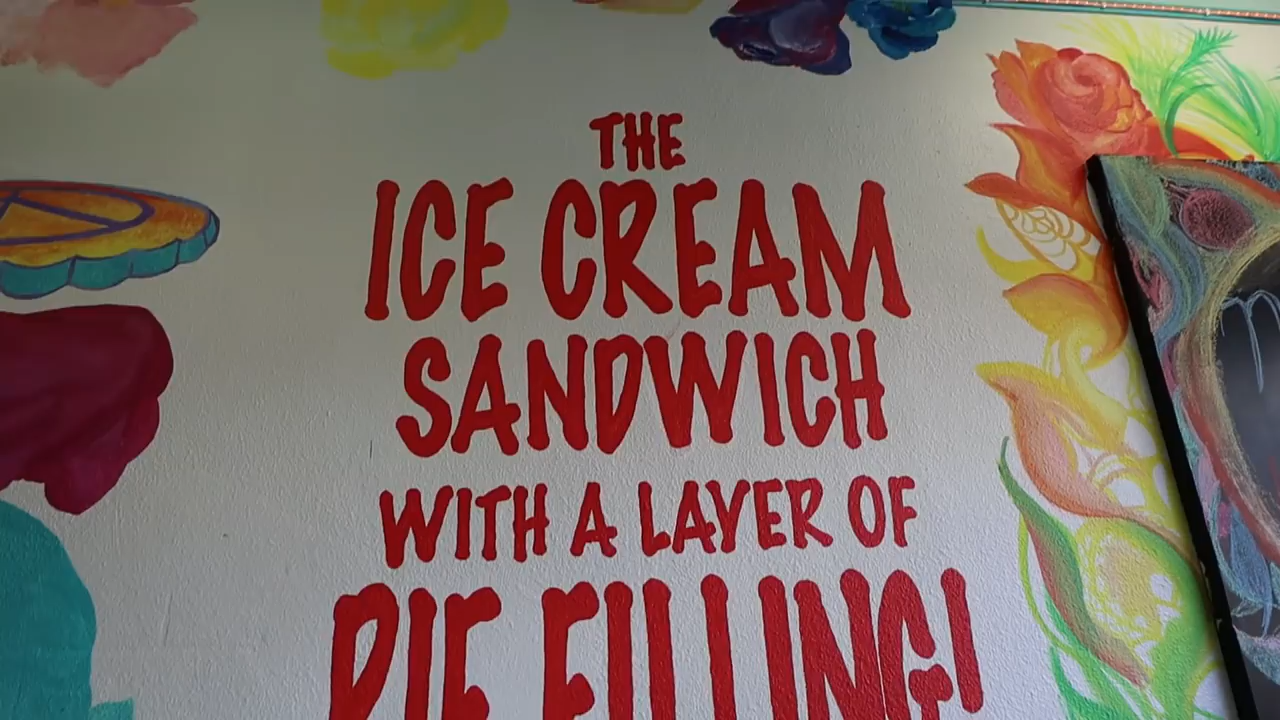 THE
ICE CREAM
SANDWICH
WITH A LAYER OF
PIE FILLING!